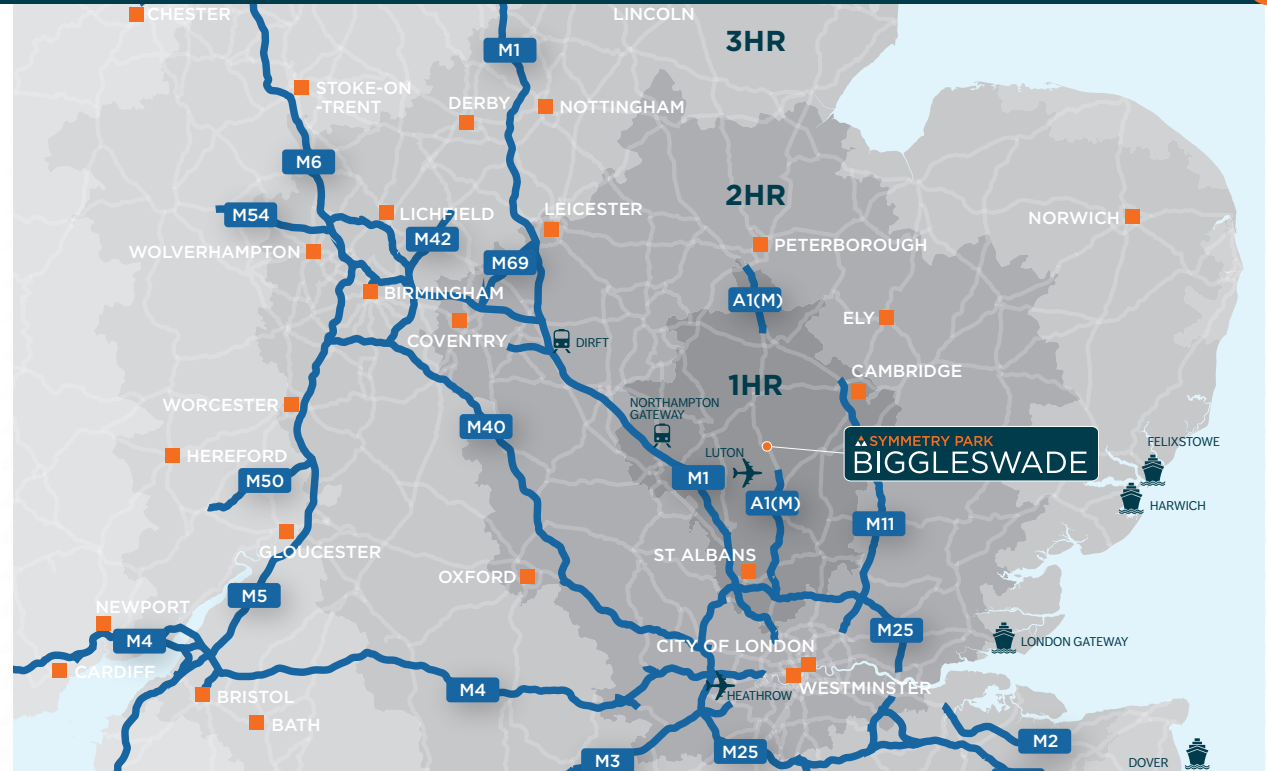 CHESTER
LINCOLN
3HR
M1
STOKE-ON
-TRENT
DERBY
NOTTINGHAM
M6
2HR
LEICESTER
M54
LICHFIELD
NORWICH
M42
PETERBOROUGH
WOLVERHAMPTON
M69
BIRMINGHAM
A1(M)
ELY
COVENTRY
DIRFT
CAMBRIDGE
1HR
WORCESTER
NORTHAMPTON
GATEWAY
M40
SYMMETRY PARK
BIGGLESWADE
FELIXSTOWE
HEREFORD
LUTON
M50
M1
A1(M)
HARWICH
M11
GLOUCESTER
ST ALBANS
OXFORD
M5
NEWPORT
M4
M25
CITY OF LONDON
LONDON GATEWAY
CARDIFF
M4
WESTMINSTER
HEATHROW
BRISTOL
BATH
M2
M25
M3
DOVER